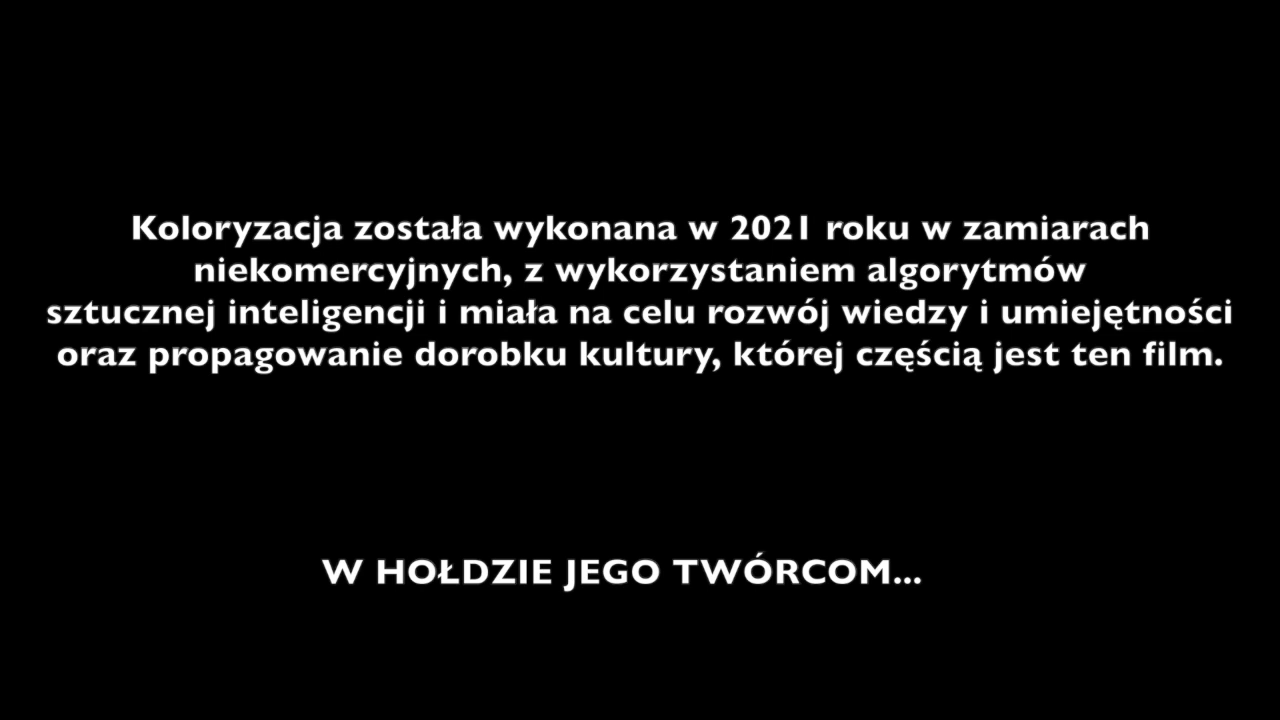 Koloryzacja została wykonana w 2021 roku w zamiarach
niekomercyjnych, z wykorzystaniem algorytmów
sztucznej inteligencji i miała na celu rozwój wiedzy i umiejętności
oraz propagowanie dorobku kultury, której częścią jest ten film.
W HOŁDZIE JEGO TWÓRCOM...